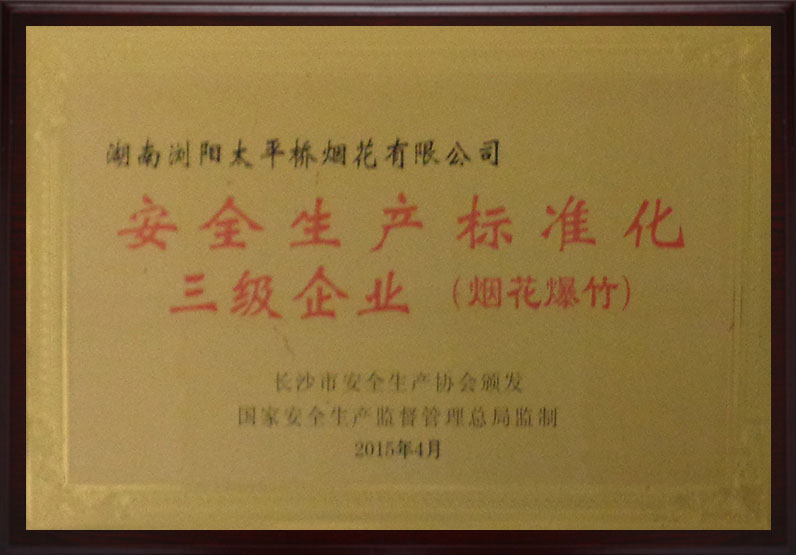 湖南浏阳太平桥烟花有限公司
安全生产标准化
三级企业（烟花爆竹）
长沙市安全生产协会颁发
国家安全生产监督管理总局监制
2015年4月